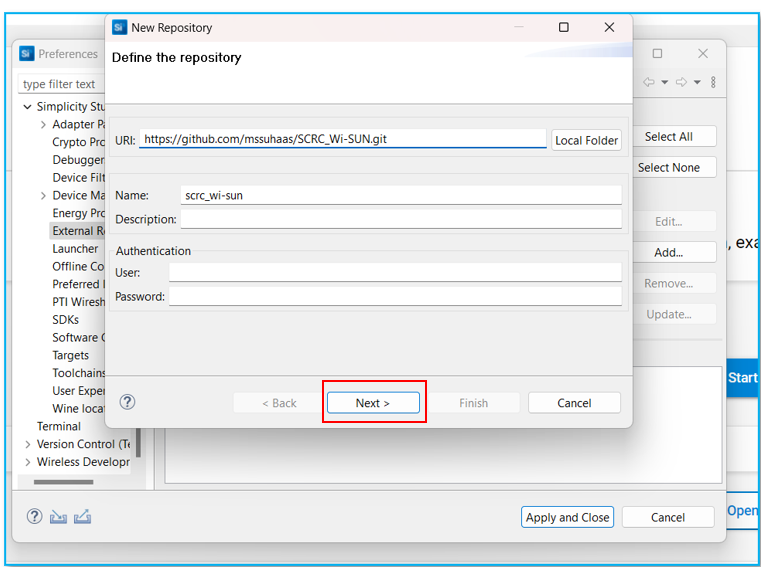 New Repository
Define the repository
URI: https://github.com/mssuhaas/SCRC_Wi-SUN.git Local Folder
Name: scrc_wi-sun
Description:
Authentication
User:
Password:
< Back Next > Finish Cancel
Preferences
type filter text
Simplicity Stu
Adapter Pa
Crypto Pro
Debugger
Device Filt
Device Ma
Energy Pro
External Re
Launcher
Offline Co
Preferred I
PTI Wiresh
SDKs
Software C
Targets
Toolchains
User Exper
Wine locat
Terminal
Version Control (Te
Wireless Developr
Select All
Select None
Edit...
Add...
Remove...
Update...
Apply and Close Cancel
, exa
Start
Open